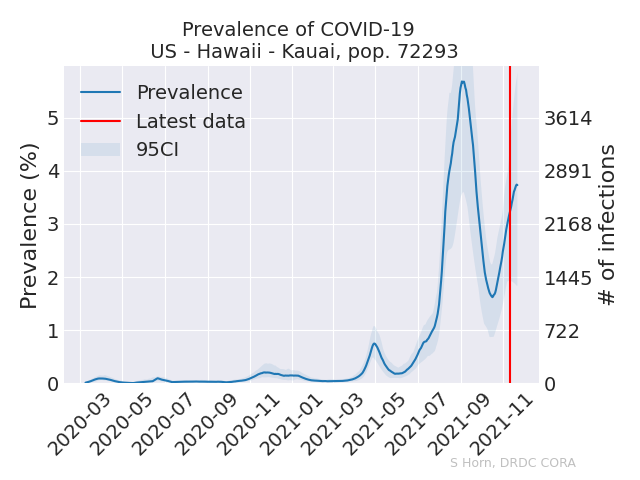 Prevalence of COVID-19
US - Hawaii - Kauai, pop. 72293
Prevalence
Latest data
95CI
Prevalence (%)
5
4
3
2
1
0
3614
2891
2168
1445
722
0
# of infections
2020-03
2020-05
2020-07
2020-09
2020-11
2021-01
2021-03
2021-05
2021-07
2021-09
2021-11
S Horn, DRDC CORA